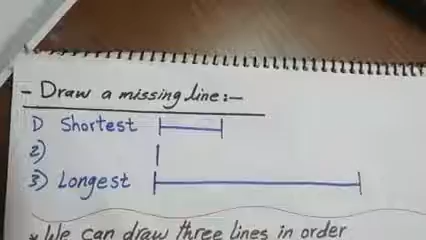 - Draw a missing line:-
1) Shortest
2)
3) Longest
* We can draw three lines in order